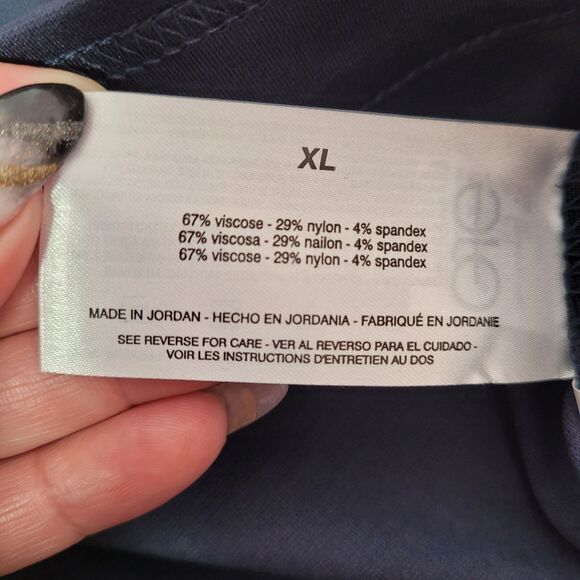 XL
67% viscose - 29% nylon - 4% spandex
67% viscosa - 29% nailon - 4% spandex
67% viscose - 29% nylon - 4% spandex
MADE IN JORDAN - HECHO EN JORDANIA - FABRIQUÉ EN JORDANIE
SEE REVERSE FOR CARE - VER AL REVERSO PARA EL CUIDADO -
VOIR LES INSTRUCTIONS D'ENTRETIEN AU DOS